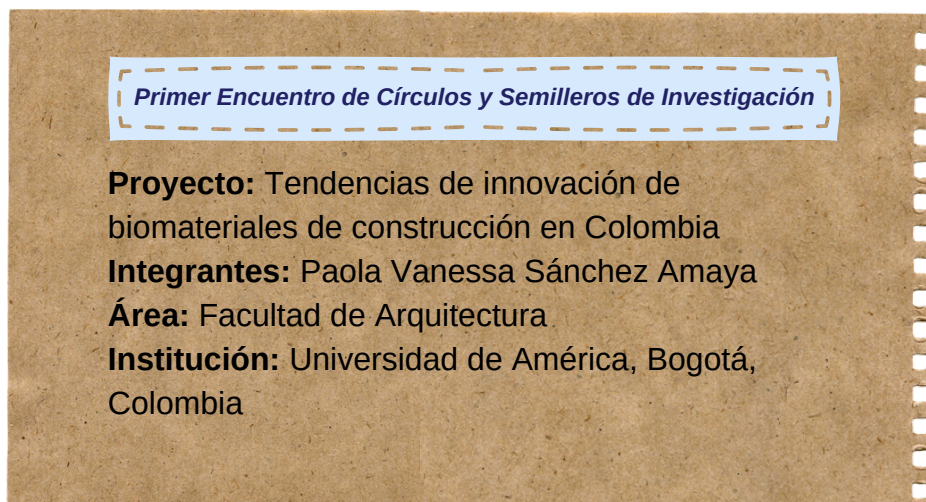 Primer Encuentro de Círculos y Semilleros de Investigación
Proyecto: Tendencias de innovación de
biomateriales de construcción en Colombia
Integrantes: Paola Vanessa Sánchez Amaya
Área: Facultad de Arquitectura
Institución: Universidad de América, Bogotá,
Colombia